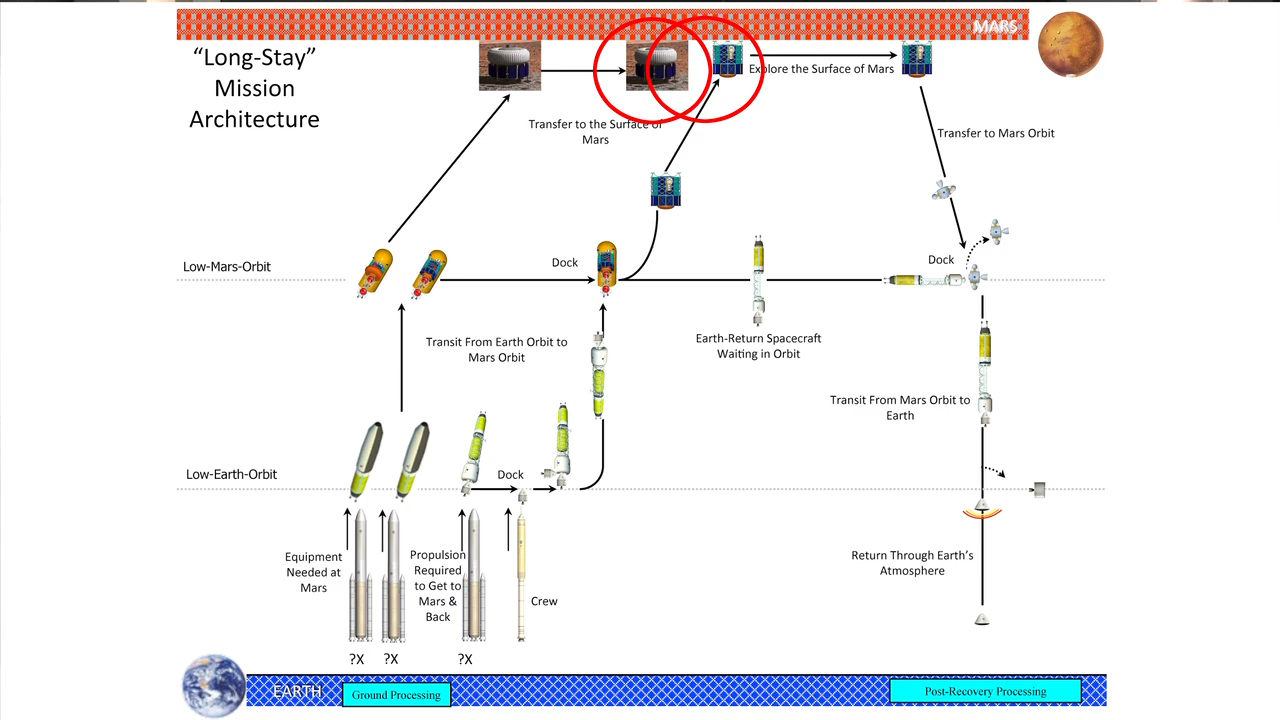 MARS
“Long-Stay”
Mission
Architecture
Explore the Surface of Mars
Transfer to the Surface of
Mars
Transfer to Mars Orbit
Low-Mars-Orbit
Dock
Dock
Transit From Earth Orbit to
Mars Orbit
Earth-Return Spacecraft
Waiting in Orbit
Transit From Mars Orbit to
Earth
Low-Earth-Orbit
Dock
Equipment
Needed at
Mars
Propulsion
Required
to Get to
Mars &
Back
Crew
Return Through Earth’s
Atmosphere
?X
?X
?X
EARTH
Ground Processing
Post-Recovery Processing